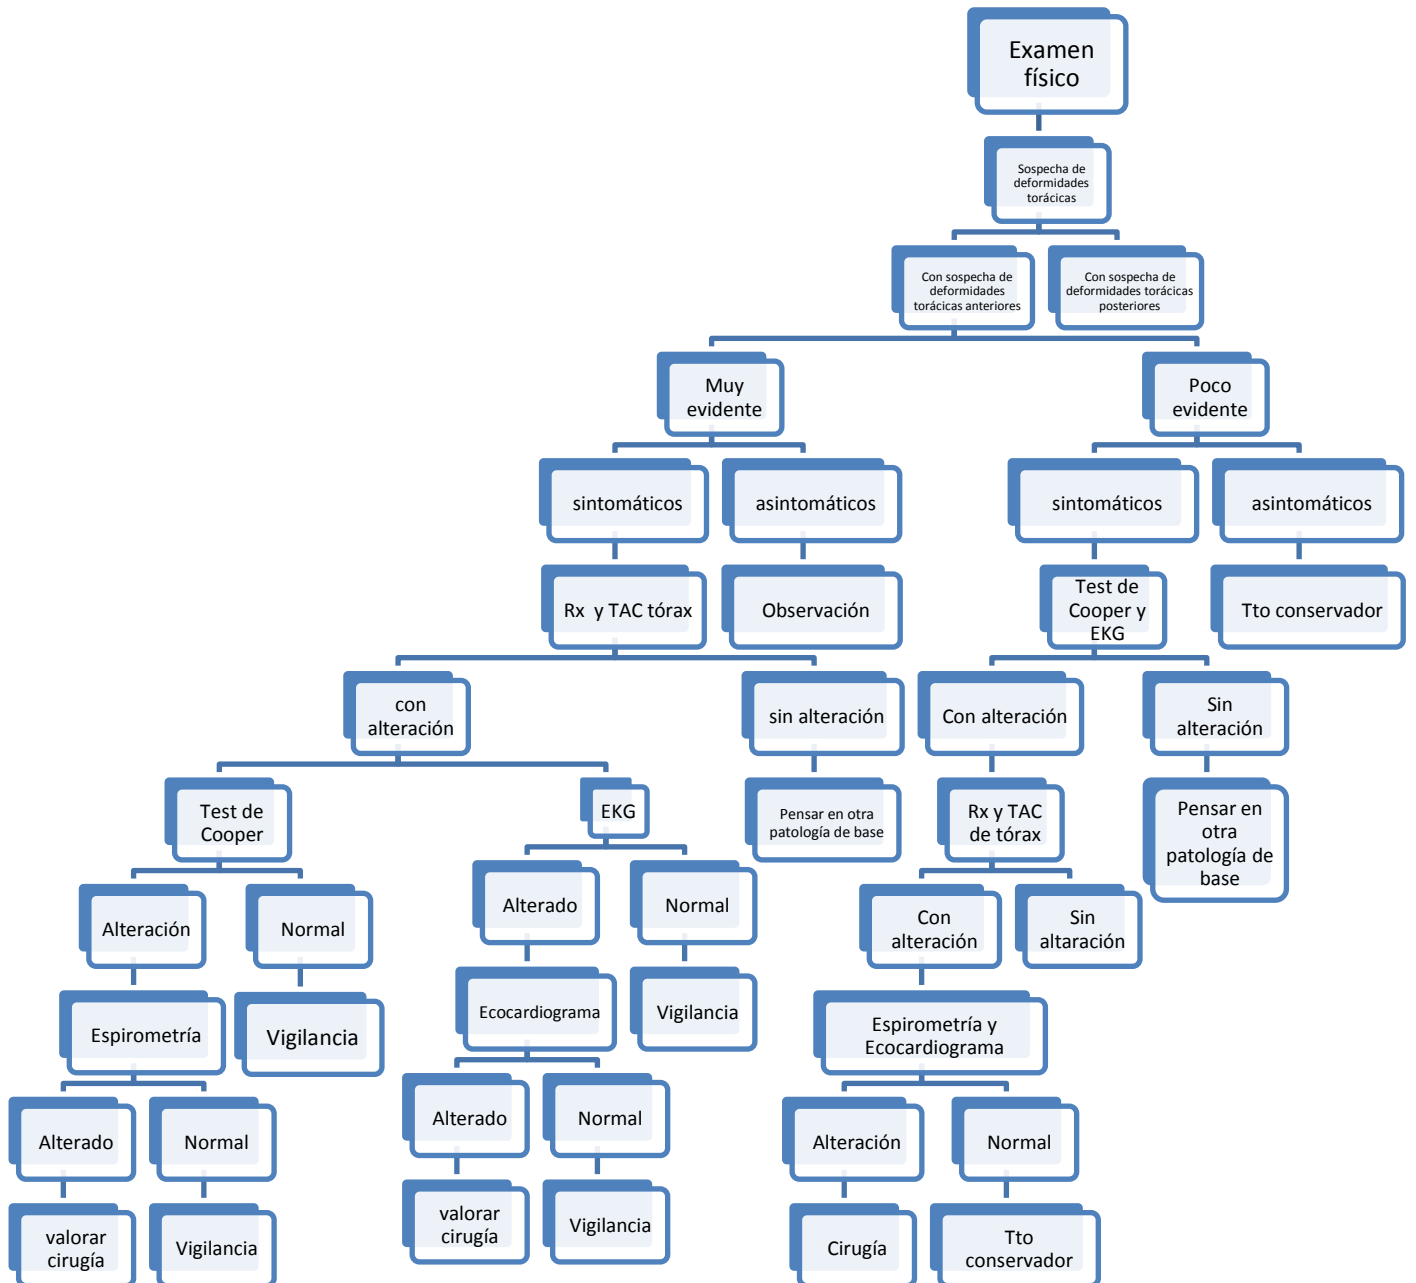 Examen
físico
Sospecha de
deformidades
torácicas
Con sospecha de
deformidades
torácicas anteriores
Con sospecha de
deformidades torácicas
posteriores
Muy
evidente
Poco
evidente
sintomáticos
asintomáticos
sintomáticos
asintomáticos
Rx y TAC tórax
Observación
Test de
Cooper y
EKG
Tto conservador
con
alteración
sin alteración
Con alteración
Sin
alteración
Test de
Cooper
EKG
Pensar en otra
patología de base
Rx y TAC
de tórax
Pensar en
otra
patología de
base
Alteración
Normal
Alterado
Normal
Con
alteración
Sin
altaración
Espirometría
Vigilancia
Ecocardiograma
Vigilancia
Espirometría y
Ecocardiograma
Alterado
Normal
Alterado
Normal
Alteración
Normal
valorar
cirugía
Vigilancia
valorar
cirugía
Vigilancia
Cirugía
Tto
conservador